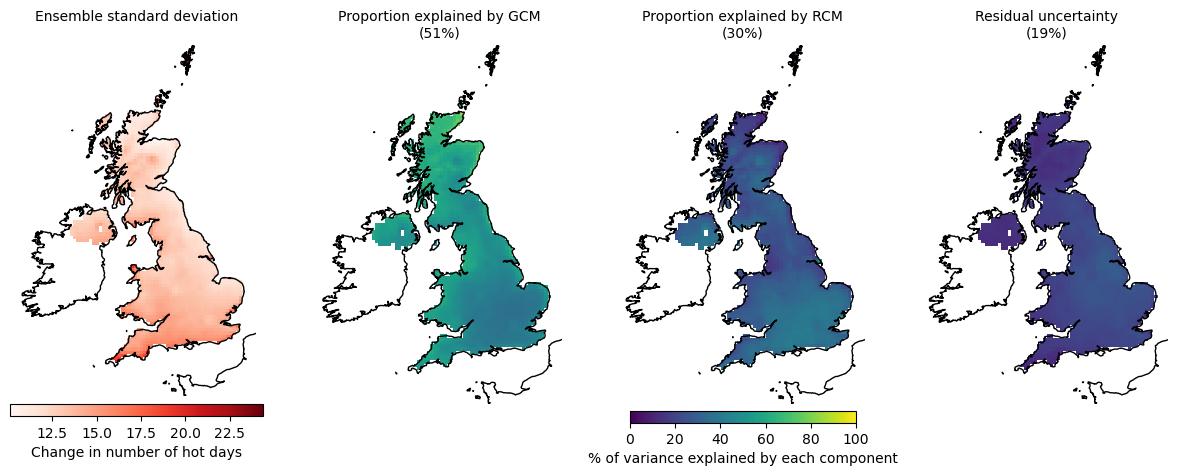 Ensemble standard deviation
Proportion explained by GCM
(51%)
Proportion explained by RCM
(30%)
Residual uncertainty
(19%)
12.5 15.0 17.5 20.0 22.5
Change in number of hot days
0 20 40 60 80 100
% of variance explained by each component